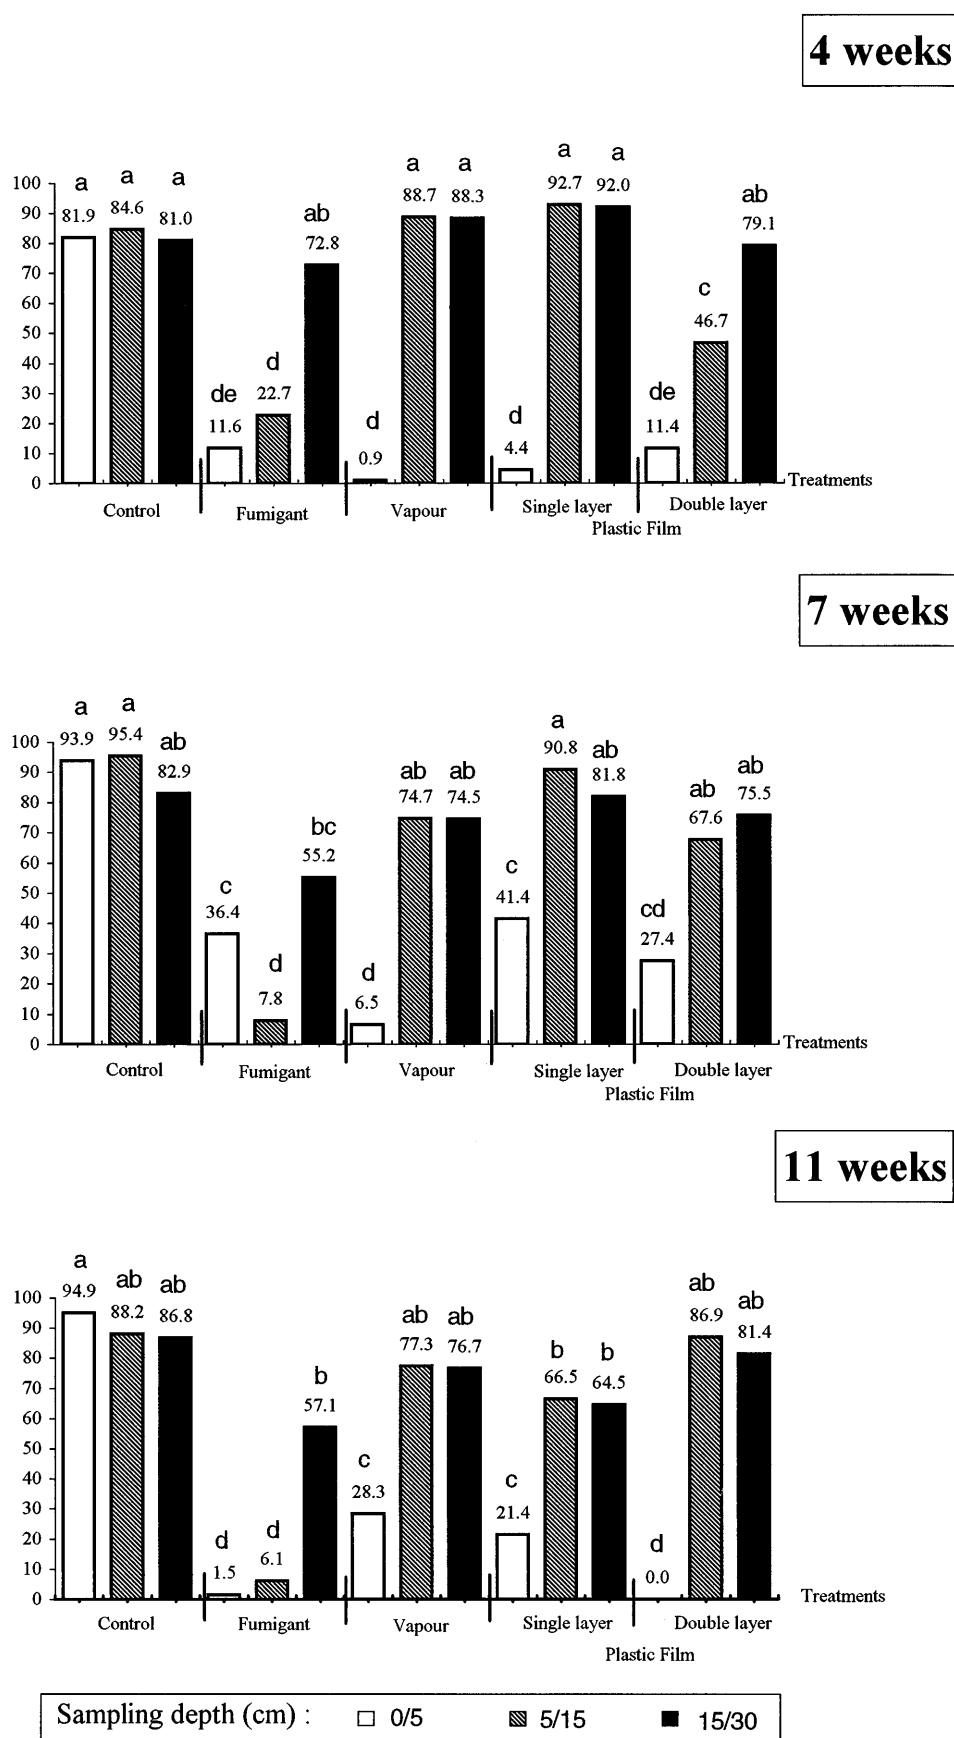 4 weeks
a a a a a a a
81.9 84.6 81.0 88.7 88.3 92.7 92.0
ab ab
72.8 79.1
c
46.7
de d d d de
11.6 22.7 0.9 4.4 11.4
100
90
80
70
60
50
40
30
20
10
0
Treatments
Control Fumigant Vapour Single layer Double layer
Plastic Film
7 weeks
a a ab a
93.9 95.4 82.9 90.8
ab ab ab ab ab
74.7 74.5 81.8 67.6 75.5
bc
55.2
c c cd
36.4 41.4 27.4
d d
7.8 6.5
100
90
80
70
60
50
40
30
20
10
0
Treatments
Control Fumigant Vapour Single layer Double layer
Plastic Film
11 weeks
a ab ab ab ab
94.9 88.2 86.8 86.9 81.4
ab ab b b
77.3 76.7 66.5 64.5
b
57.1
c c
28.3 21.4
d d d
1.5 6.1 0.0
100
90
80
70
60
50
40
30
20
10
0
Treatments
Control Fumigant Vapour Single layer Double layer
Plastic Film
Sampling depth (cm) : 0/5 5/15 15/30